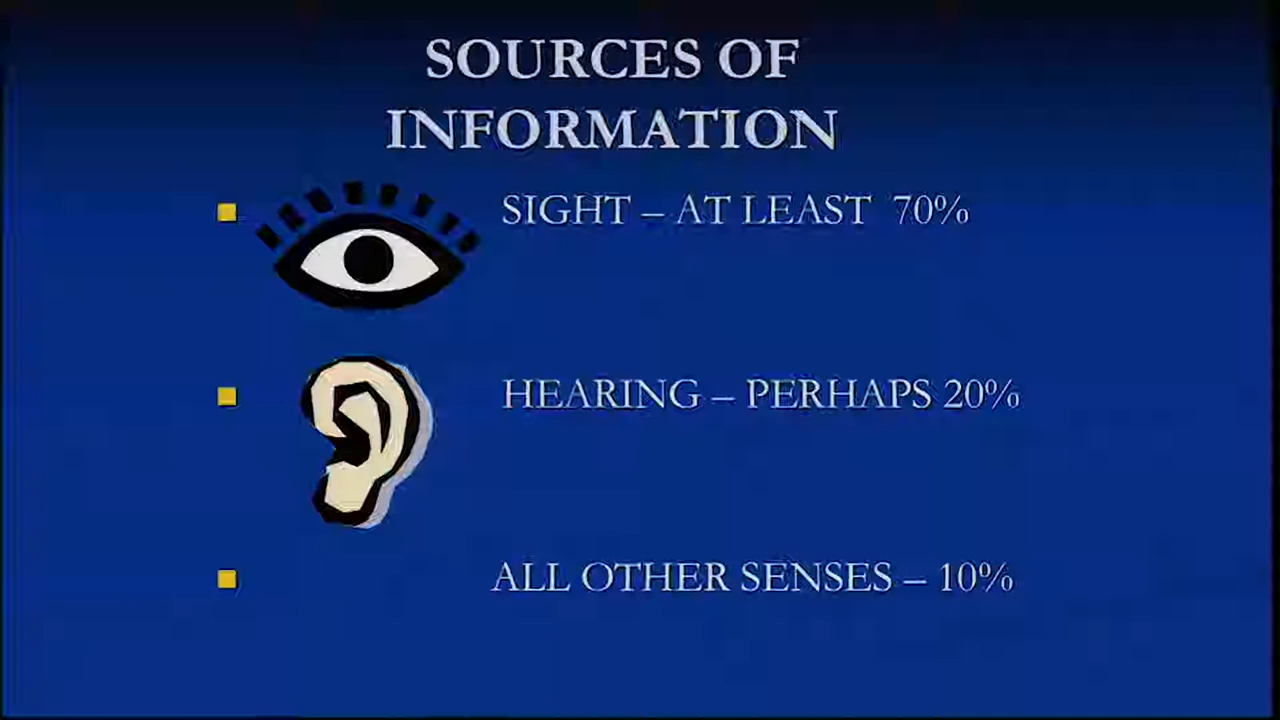 SOURCES OF
INFORMATION
SIGHT – AT LEAST 70%
HEARING – PERHAPS 20%
ALL OTHER SENSES – 10%